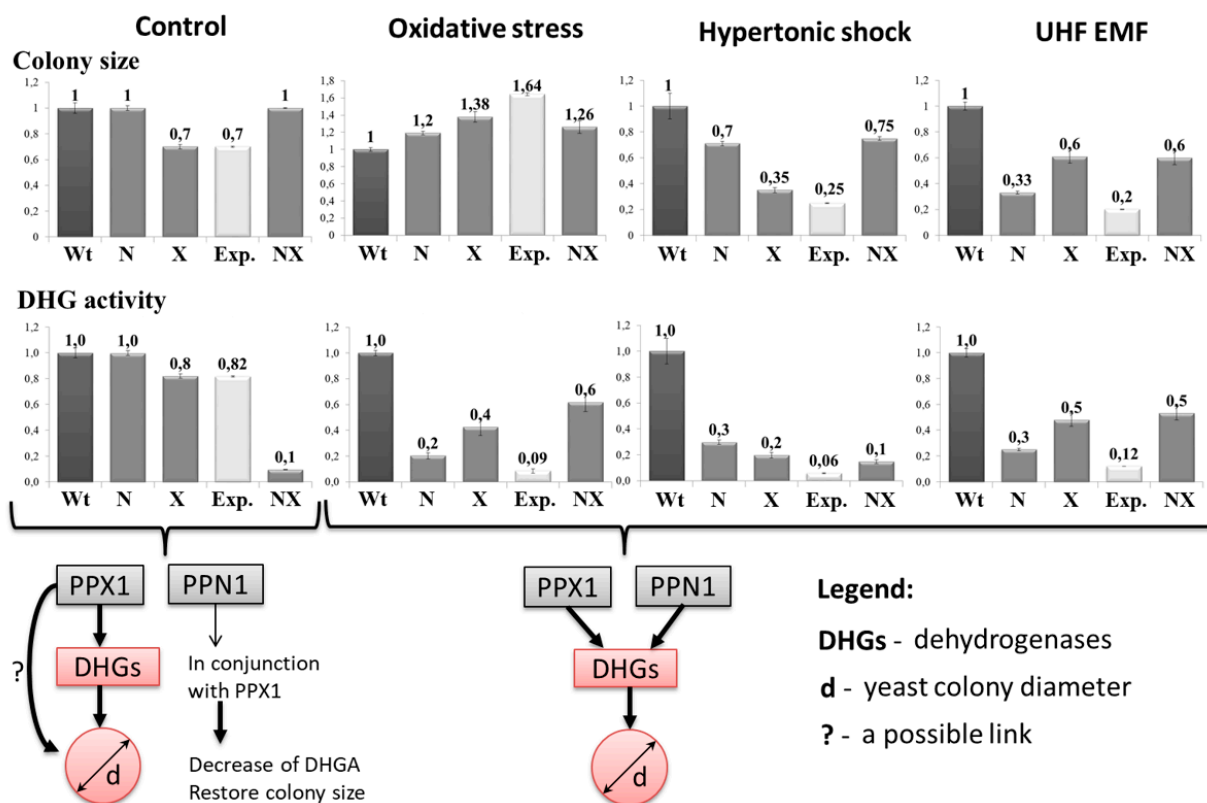 Control Oxidative stress Hypertonic shock UHF EMF
Colony size
1,2
1
0,8
0,6
0,4
0,2
0
1 1 0,7 0,7 1
Wt N X Exp. NX
1,8
1,6
1,4
1,2
1,0
0,8
0,6
0,4
0,2
0
1 1,2 1,38 1,64 1,26
Wt N X Exp. NX
1,2
1
0,8
0,6
0,4
0,2
0
1 0,7 0,35 0,25 0,75
Wt N X Exp. NX
1,2
1
0,8
0,6
0,4
0,2
0
1 0,33 0,6 0,2 0,6
Wt N X Exp. NX
DHG activity
1,2
1,0
0,8
0,6
0,4
0,2
0,0
1,0 1,0 0,8 0,82 0,1
Wt N X Exp. NX
1,2
1,0
0,8
0,6
0,4
0,2
0,0
1,0 0,2 0,4 0,09 0,6
Wt N X Exp. NX
1,2
1,0
0,8
0,6
0,4
0,2
0,0
1,0 0,3 0,2 0,06 0,1
Wt N X Exp. NX
1,2
1,0
0,8
0,6
0,4
0,2
0,0
1,0 0,3 0,5 0,12 0,5
Wt N X Exp. NX
PPX1 PPN1
?
DHGs
d
In conjunction
with PPX1
Decrease of DHGA
Restore colony size
PPX1 PPN1
DHGs
d
Legend:
DHGs - dehydrogenases
d - yeast colony diameter
? - a possible link